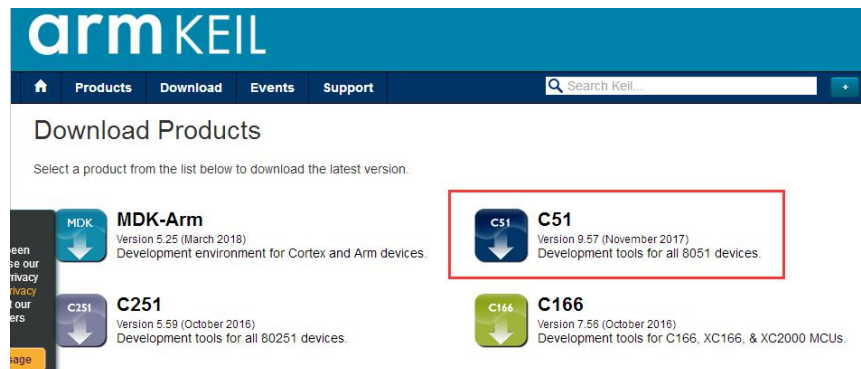 arm KEIL
Products Download Events Support
Search Keil...
+
Download Products
Select a product from the list below to download the latest version.
MDK
MDK-Arm
Version 5.25 (March 2018)
Development environment for Cortex and Arm devices.
C51
C51
Version 9.57 (November 2017)
Development tools for all 8051 devices.
C251
C251
Version 5.59 (October 2016)
Development tools for all 80251 devices.
C166
C166
Version 7.56 (October 2016)
Development tools for C166, XC166, & XC2000 MCUs.
our